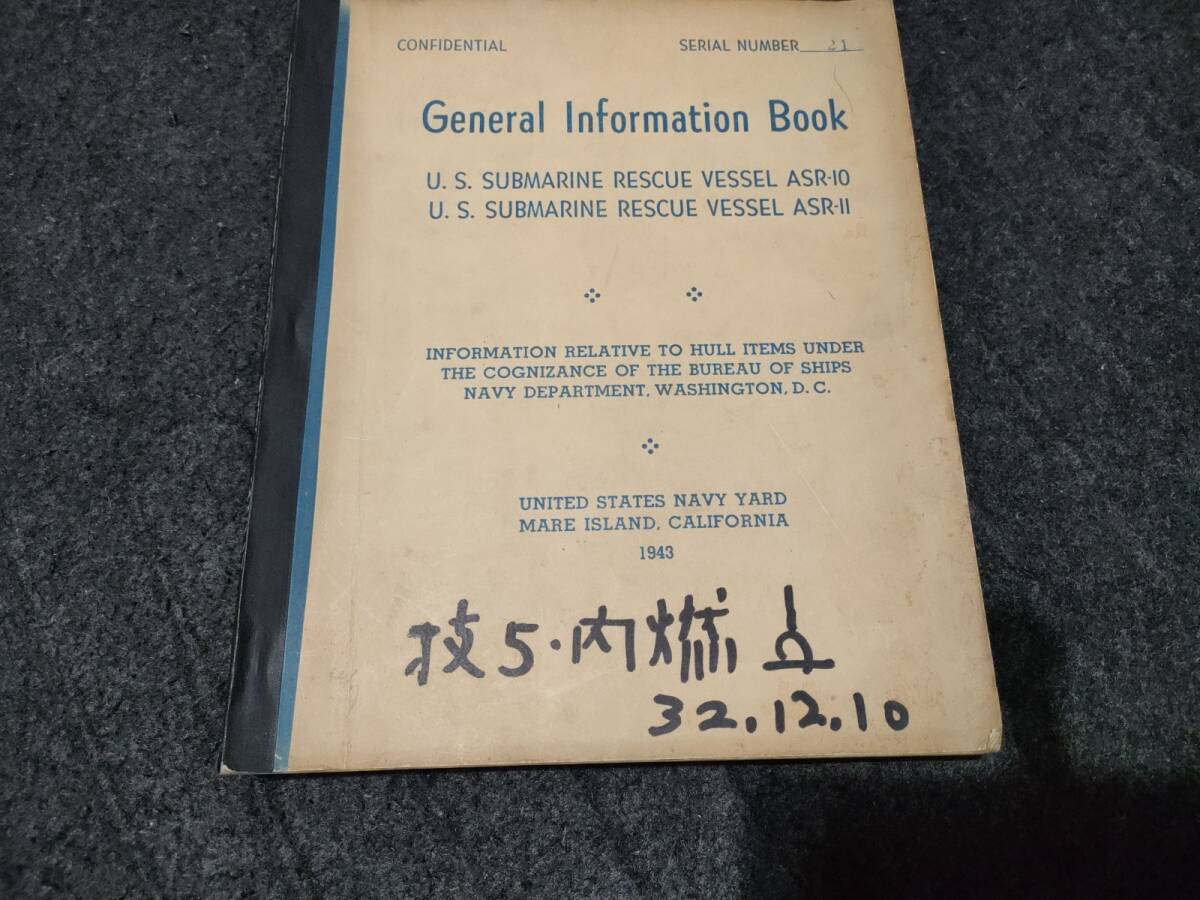 CONFIDENTIAL SERIAL NUMBER 21
General Information Book
U. S. SUBMARINE RESCUE VESSEL ASR-10
U. S. SUBMARINE RESCUE VESSEL ASR-11
INFORMATION RELATIVE TO HULL ITEMS UNDER
THE COGNIZANCE OF THE BUREAU OF SHIPS
NAVY DEPARTMENT, WASHINGTON, D. C.
UNITED STATES NAVY YARD
MARE ISLAND, CALIFORNIA
1943
技5・内燃
32.12.10